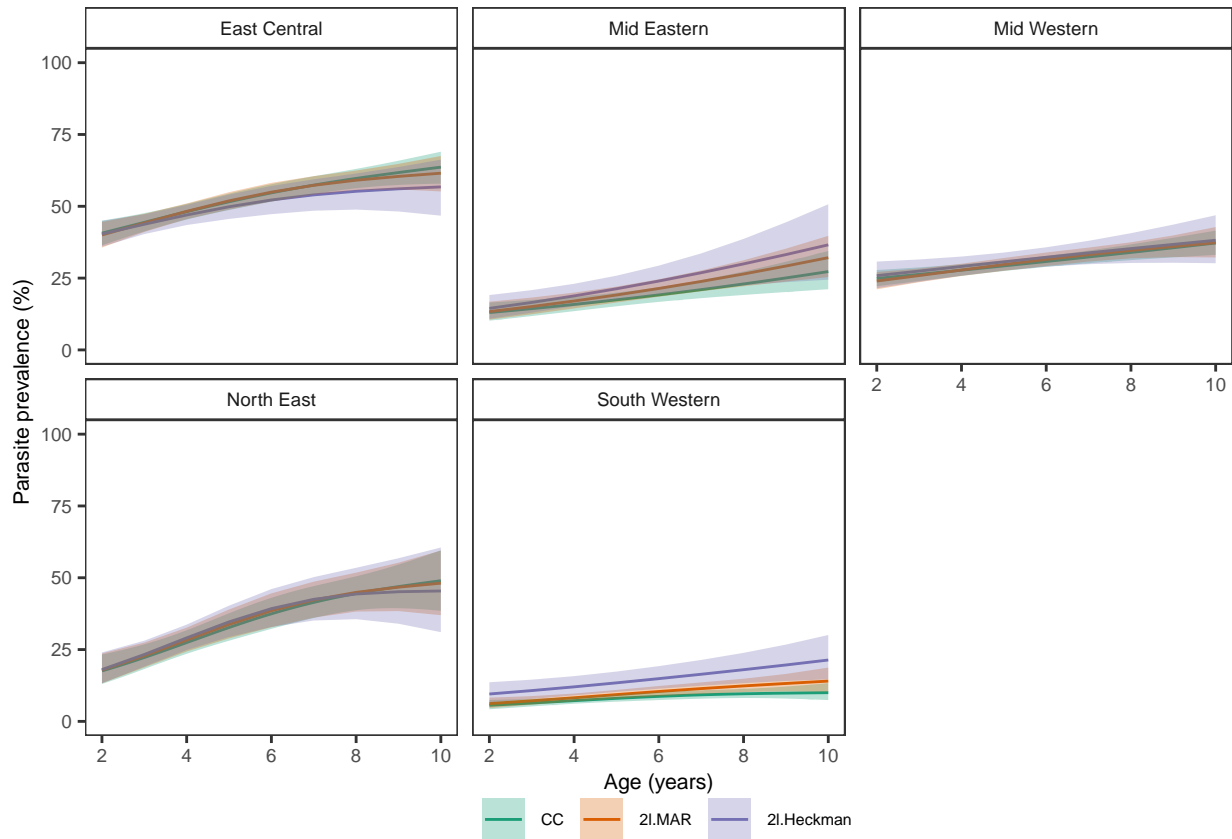 East Central Mid Eastern Mid Western
100
75
50
25
0
2 4 6 8 10
North East South Western
100
75
50
25
0
2 4 6 8 10 2 4 6 8 10
Parasite prevalence (%)
Age (years)
CC 2l.MAR 2l.Heckman